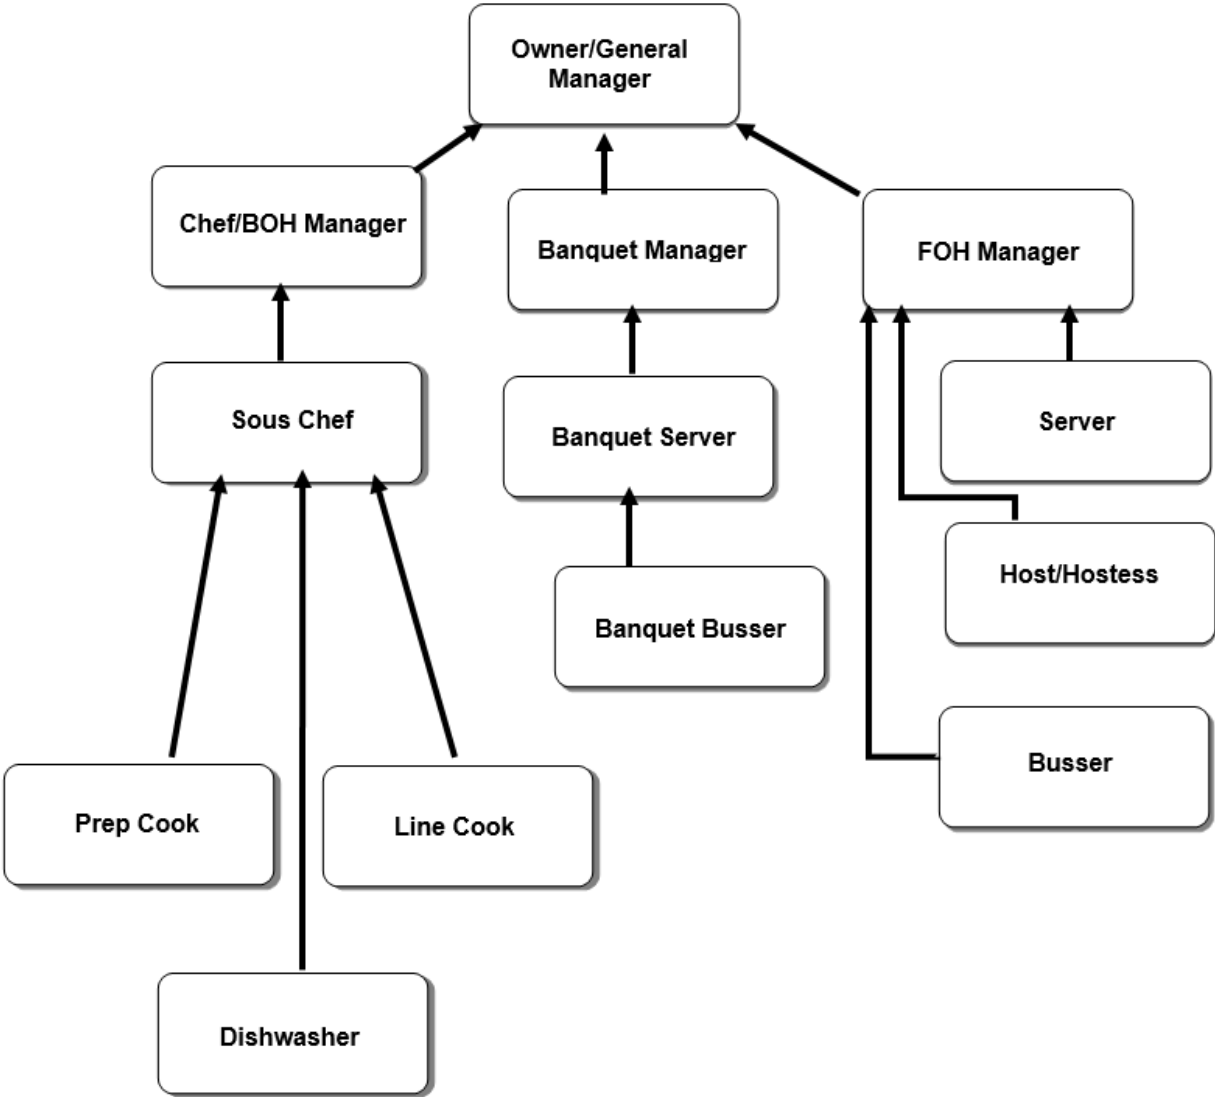 Owner/General
Manager
Chef/BOH Manager
Banquet Manager
FOH Manager
Sous Chef
Banquet Server
Server
Host/Hostess
Banquet Busser
Busser
Prep Cook
Line Cook
Dishwasher